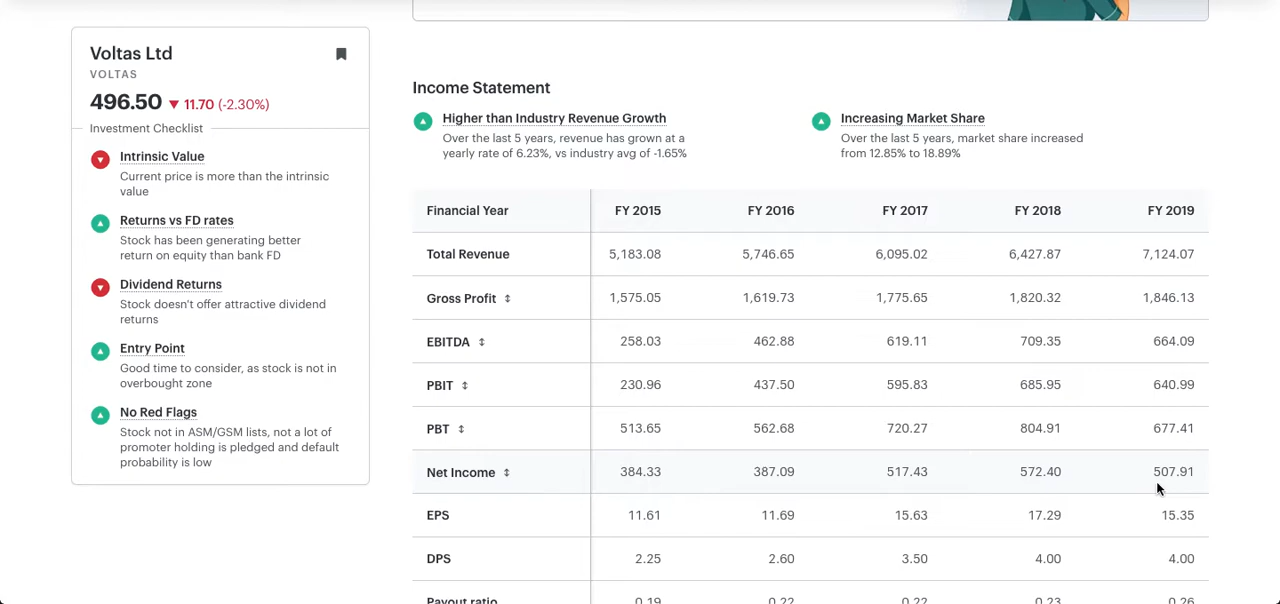 Voltas Ltd
VOLTAS
496.50 ▼ 11.70 (-2.30%)
Investment Checklist
Intrinsic Value
Current price is more than the intrinsic
value
Returns vs FD rates
Stock has been generating better
return on equity than bank FD
Dividend Returns
Stock doesn't offer attractive dividend
returns
Entry Point
Good time to consider, as stock is not in
overbought zone
No Red Flags
Stock not in ASM/GSM lists, not a lot of
promoter holding is pledged and default
probability is low
Income Statement
Higher than Industry Revenue Growth
Over the last 5 years, revenue has grown at a
yearly rate of 6.23%, vs industry avg of -1.65%
Increasing Market Share
Over the last 5 years, market share increased
from 12.85% to 18.89%
Financial Year FY 2015 FY 2016 FY 2017 FY 2018 FY 2019
Total Revenue 5,183.08 5,746.65 6,095.02 6,427.87 7,124.07
Gross Profit 1,575.05 1,619.73 1,775.65 1,820.32 1,846.13
EBITDA 258.03 462.88 619.11 709.35 664.09
PBIT 230.96 437.50 595.83 685.95 640.99
PBT 513.65 562.68 720.27 804.91 677.41
Net Income 384.33 387.09 517.43 572.40 507.91
EPS 11.61 11.69 15.63 17.29 15.35
DPS 2.25 2.60 3.50 4.00 4.00
Payout ratio 0.19 0.22 0.22 0.23 0.26